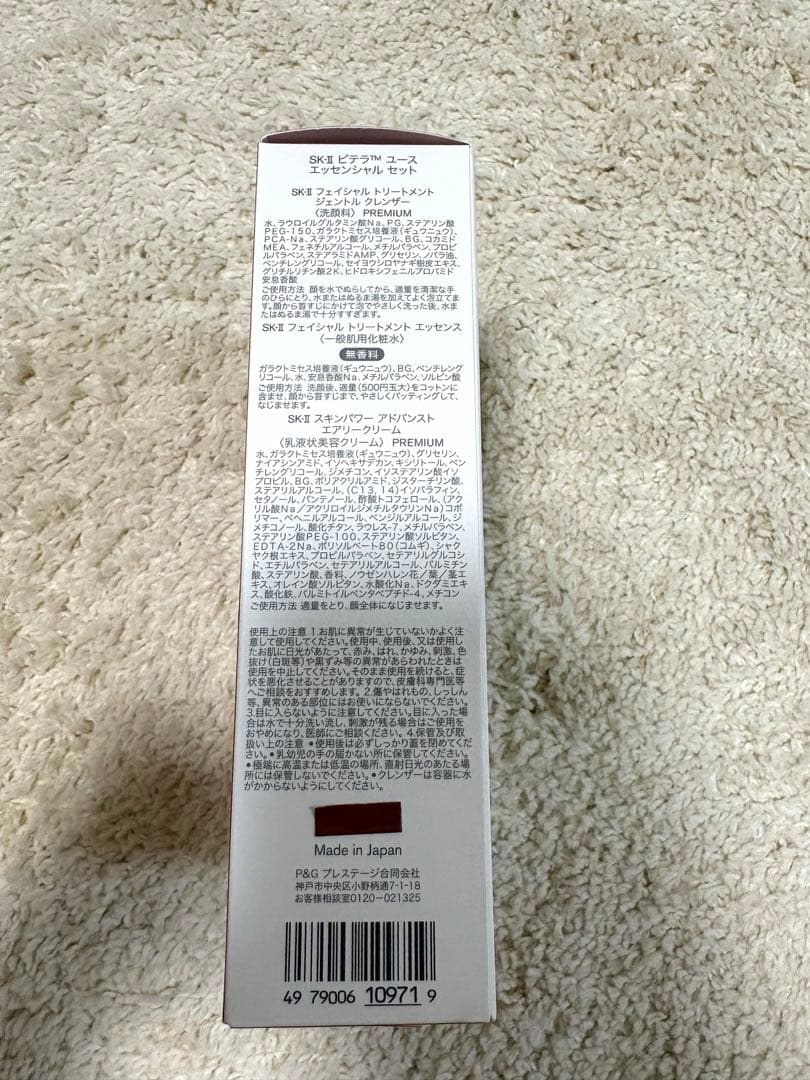 SK-II ピテラ™ ユース
エッセンシャル セット
SK-II フェイシャル トリートメント
ジェントル クレンザー
〈洗顔料〉 PREMIUM
水、ラウロイルグルタミン酸Na、PG、ステアリン酸
PEG-150、ガラクトミセス培養液(ギュウニュウ)、
PCA-Na、ステアリン酸グリコール、BG、コカミド
MEA、フェネチルアルコール、メチルパラベン、プロピ
ルパラベン、ステアラミドAMP、グリセリン、ノバラ油、
ペンチレングリコール、セイヨウシロヤナギ樹皮エキス、
グリチルリチン酸2K、ヒドロキシフェニルプロパミド
安息香酸
ご使用方法 顔を水でぬらしてから、適量を清潔な手
のひらにとり、水またはぬるま湯を加えてよく泡立てま
す。顔から首すじにかけて泡でやさしく洗った後、水ま
たはぬるま湯で十分すすぎます。
SK-II フェイシャル トリートメント エッセンス
〈一般肌用化粧水〉
無香料
ガラクトミセス培養液(ギュウニュウ)、BG、ペンチレング
リコール、水、安息香酸Na、メチルパラベン、ソルビン酸
ご使用方法 洗顔後、適量(500円玉大)をコットンに
含ませ、顔から首すじまで、やさしくパッティングして、
なじませます。
SK-II スキンパワー アドバンスト
エアリークリーム
〈乳液状美容クリーム〉 PREMIUM
水、ガラクトミセス培養液(ギュウニュウ)、グリセリン、
ナイアシンアミド、イソヘキサデカン、キシリトール、ペン
チレングリコール、ジメチコン、イソステアリン酸イソ
プロピル、BG、ポリアクリルアミド、ジスターチリン酸、
ステアリルアルコール、(C13,14)イソパラフィン、
セタノール、パンテノール、酢酸トコフェロール、(アク
リル酸Na/アクリロイルジメチルタウリンNa)コポ
リマー、ベヘニルアルコール、ベンジルアルコール、ジ
メチコノール、酸化チタン、ラウレス-7、メチルパラベン、
ステアリン酸PEG-100、ステアリン酸ソルビタン、
EDTA-2Na、ポリソルベート80(コムギ)、シャク
ヤク根エキス、プロピルパラベン、セテアリルグルコシ
ド、エチルパラベン、セテアリルアルコール、パルミチン
酸、ステアリン酸、香料、ノウゼンハレン花/葉/茎エ
キス、オレイン酸ソルビタン、水酸化Na、ドクダミエキ
ス、酸化鉄、パルミトイルペンタペプチド-4、メチコン
ご使用方法 適量をとり、顔全体になじませます。
使用上の注意 1.お肌に異常が生じていないかよく注
意して使用してください。使用中、使用後、又は使用し
たお肌に日光があたって、赤み、はれ、かゆみ、刺激、色
抜け(白斑等)や黒ずみ等の異常があらわれたときは
使用を中止してください。そのまま使用を続けると、症
状を悪化させることがありますので、皮膚科専門医等
へご相談をおすすめします。2.傷やはれもの、しっしん
等、異常のある部位にはお使いにならないでください。
3.目に入らないように注意してください。目に入った場
合は水で十分洗い流し、刺激が残る場合はご使用を
おやめになり、医師にご相談ください。4.保管及び取
扱い上の注意 •使用後は必ずしっかり蓋を閉めてくだ
さい。•乳幼児の手の届かない所に保管してください。
•極端に高温または低温の場所、直射日光のあたる場
所には保管しないでください。•クレンザーは容器に水
がかからないようにしてください。
Made in Japan
P&G プレステージ合同会社
神戸市中央区小野柄通7-1-18
お客様相談室0120-021325
49 79006 10971 9